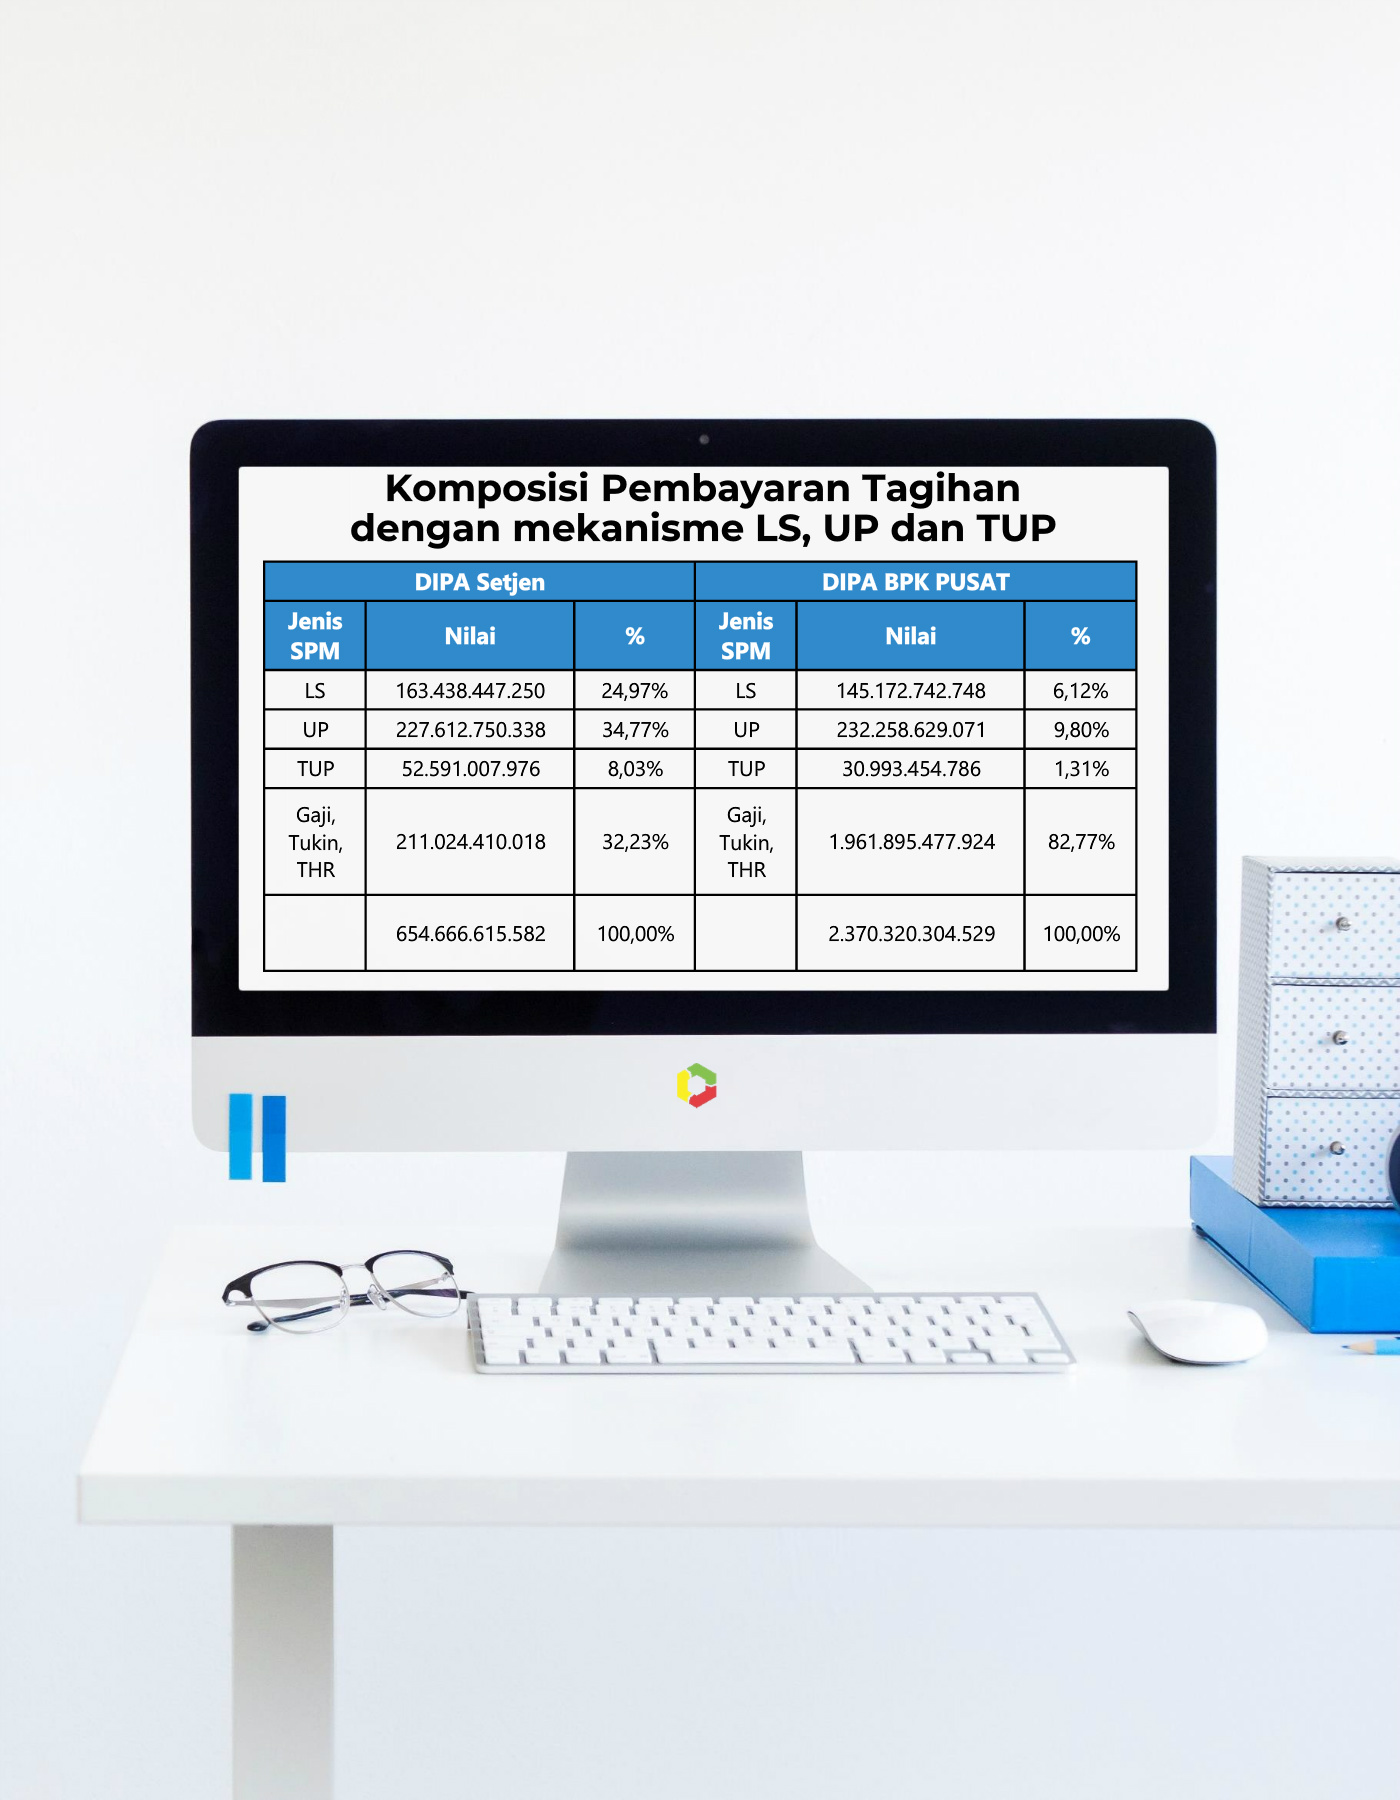 Komposisi Pembayaran Tagihan
dengan mekanisme LS, UP dan TUP
DIPA Setjen DIPA BPK PUSAT
Jenis SPM Nilai % Jenis SPM Nilai %
LS 163.438.447.250 24,97% LS 145.172.742.748 6,12%
UP 227.612.750.338 34,77% UP 232.258.629.071 9,80%
TUP 52.591.007.976 8,03% TUP 30.993.454.786 1,31%
Gaji, Tukin, THR 211.024.410.018 32,23% Gaji, Tukin, THR 1.961.895.477.924 82,77%
654.666.615.582 100,00% 2.370.320.304.529 100,00%